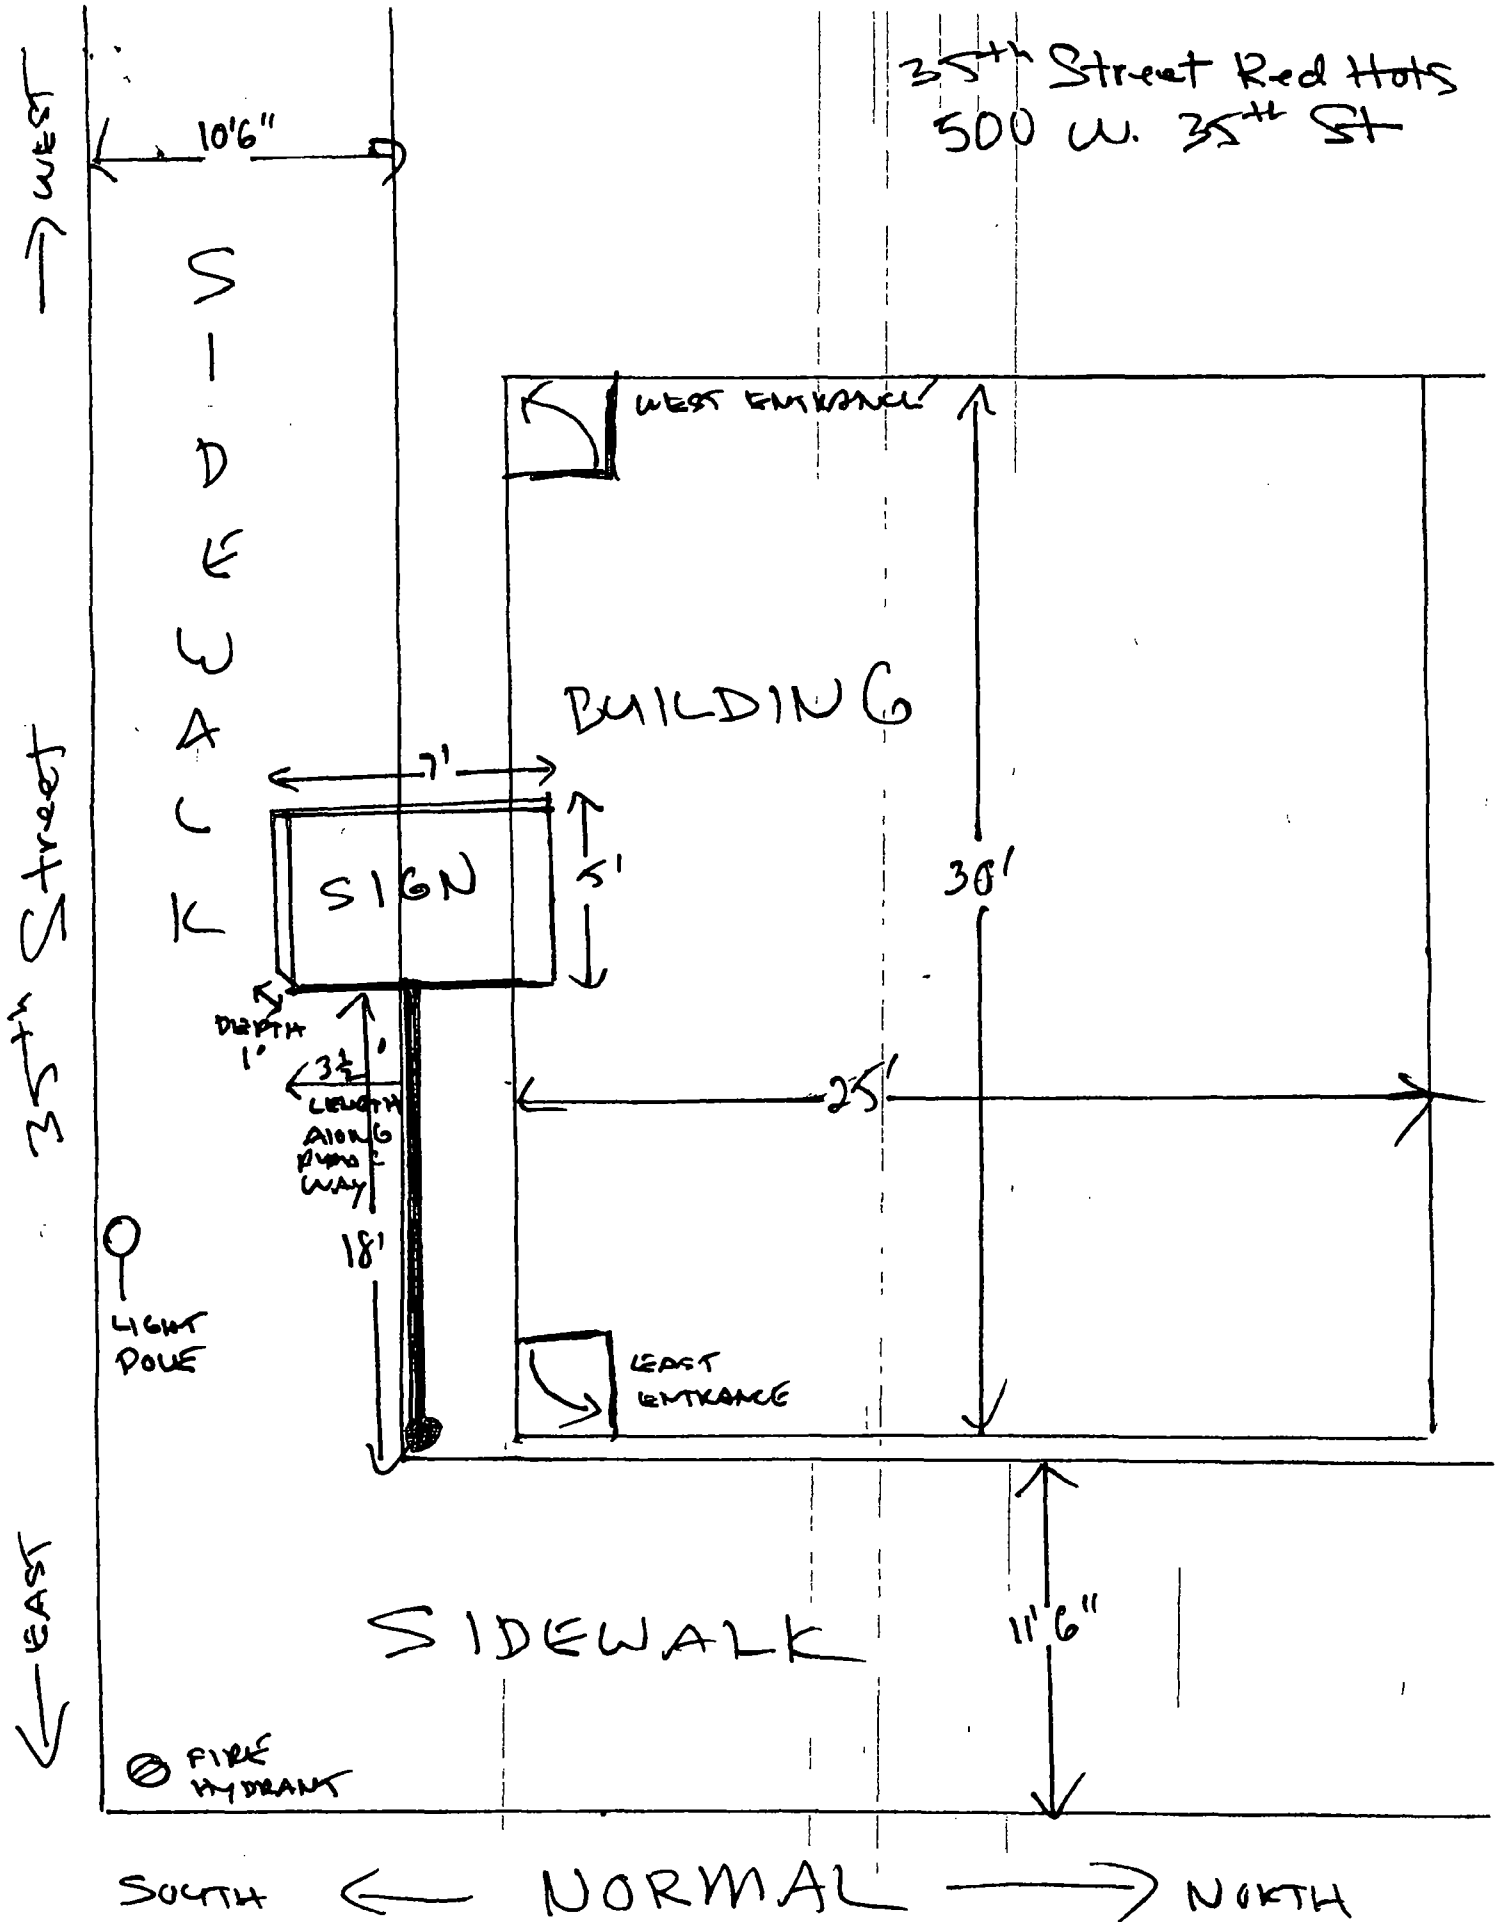 35th Street Red Hots
500 W. 35th St
WEST
10'6"
SIDEWALK
WEST ENTRANCE
BUILDING
7'
SIGN
5'
30'
35th Street
DEPTH
1'
3½'
LENGTH
ALONG
WAY
25'
18'
LIGHT
POLE
EAST
ENTRANCE
EAST
SIDEWALK
11'6"
FIRE
HYDRANT
SOUTH ← NORMAL → NORTH